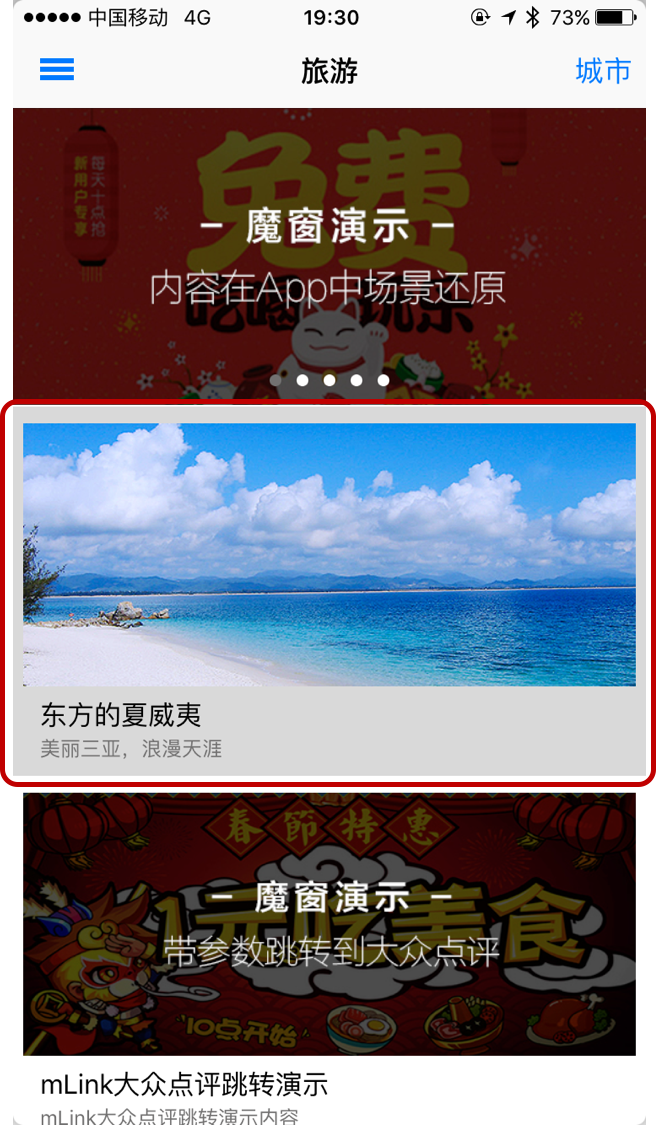 中国移动 4G 19:30 73%
旅游 城市
每天十点抢
新用户专享
免费
– 魔窗演示 –
内容在App中场景还原
吃喝玩乐
东方的夏威夷
美丽三亚，浪漫天涯
春節特惠
– 魔窗演示 –
1元吃美食
带参数跳转到大众点评
10点开始
mLink大众点评跳转演示
mLink大众点评跳转演示内容